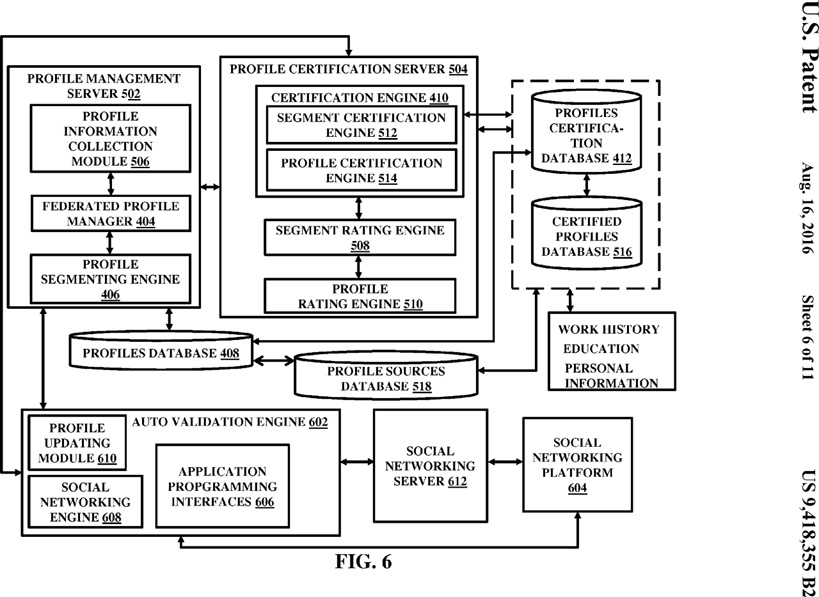 U.S. Patent
Aug. 16, 2016
Sheet 6 of 11
US 9,418,355 B2
PROFILE MANAGEMENT
SERVER 502
PROFILE
INFORMATION
COLLECTION
MODULE 506
FEDERATED PROFILE
MANAGER 404
PROFILE
SEGMENTING ENGINE
406
PROFILE CERTIFICATION SERVER 504
CERTIFICATION ENGINE 410
SEGMENT CERTIFICATION
ENGINE 512
PROFILE CERTIFICATION
ENGINE 514
SEGMENT RATING ENGINE
508
PROFILE
RATING ENGINE 510
PROFILES
CERTIFICA-
TION
DATABASE 412
CERTIFIED
PROFILES
DATABASE 516
WORK HISTORY
EDUCATION
PERSONAL
INFORMATION
PROFILES DATABASE 408
PROFILE SOURCES
DATABASE 518
AUTO VALIDATION ENGINE 602
PROFILE
UPDATING
MODULE 610
SOCIAL
NETWORKING
ENGINE 608
APPLICATION
PROPGRAMMING
INTERFACES 606
SOCIAL
NETWORKING
SERVER 612
SOCIAL
NETWORKING
PLATFORM
604
FIG. 6